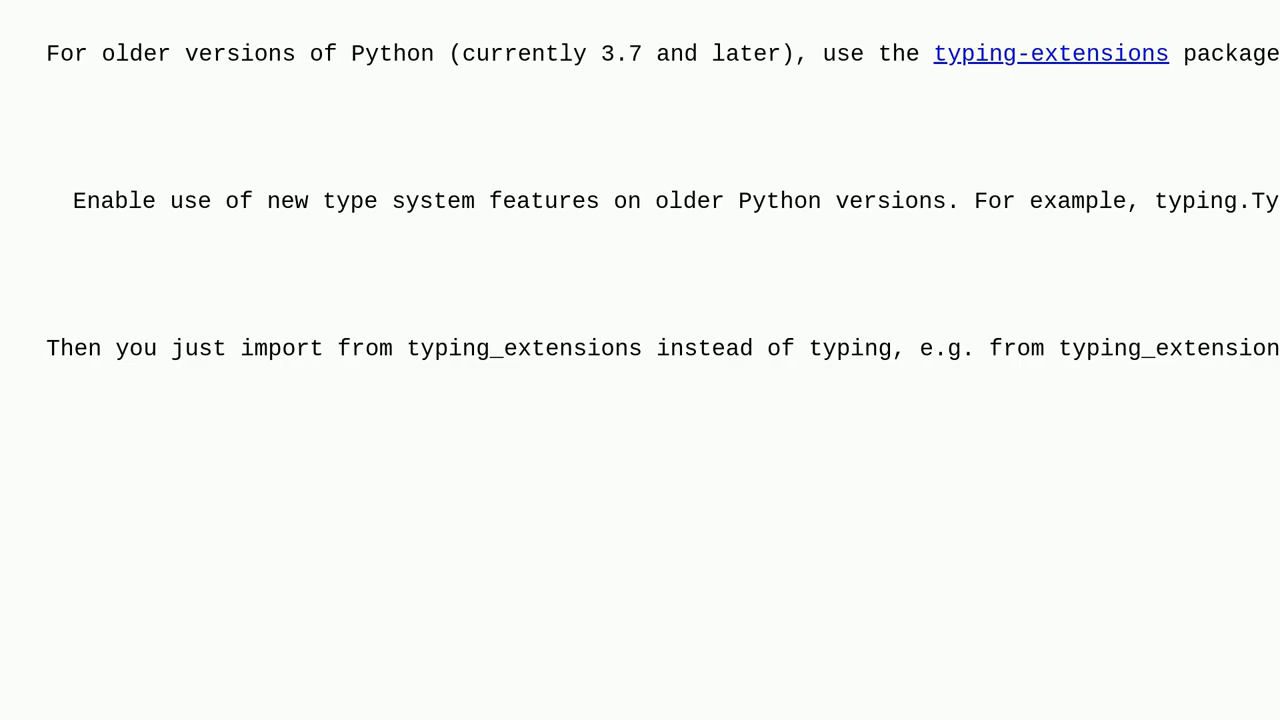 For older versions of Python (currently 3.7 and later), use the typing-extensions package
Enable use of new type system features on older Python versions. For example, typing.Ty
Then you just import from typing_extensions instead of typing, e.g. from typing_extension